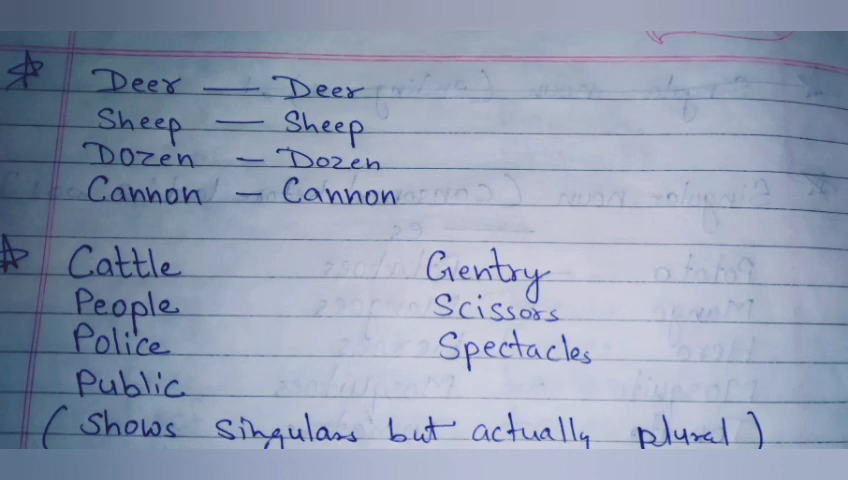 ☆ Deer — Deer
Sheep — Sheep
Dozen — Dozen
Cannon — Cannon
☆ Cattle Gentry
People Scissors
Police Spectacles
Public
(Shows singulars but actually plural)